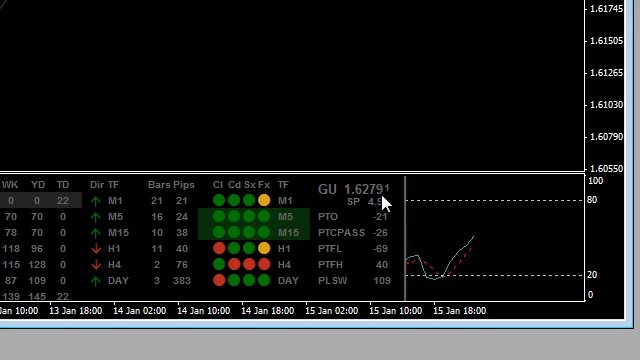 1.61745
1.61505
1.61265
1.61030
1.60790
1.60550
WK YD TD Dir TF Bars Pips Cl Cd Sx Fx TF GU 1.62791 100
0 0 22 M1 21 21 M1 SP 80
70 70 0 M5 16 24 M5 PTO -21
78 70 0 M15 10 38 M15 PTCPASS -26
118 96 0 H1 11 40 H1 PTFL -69
115 128 0 H4 2 76 H4 PTFH 40 20
87 109 0 DAY 3 383 DAY PLSW 109
139 145 22 0
Jan 10:00 13 Jan 18:00 14 Jan 02:00 14 Jan 10:00 14 Jan 18:00 15 Jan 02:00 15 Jan 10:00 15 Jan 18:00